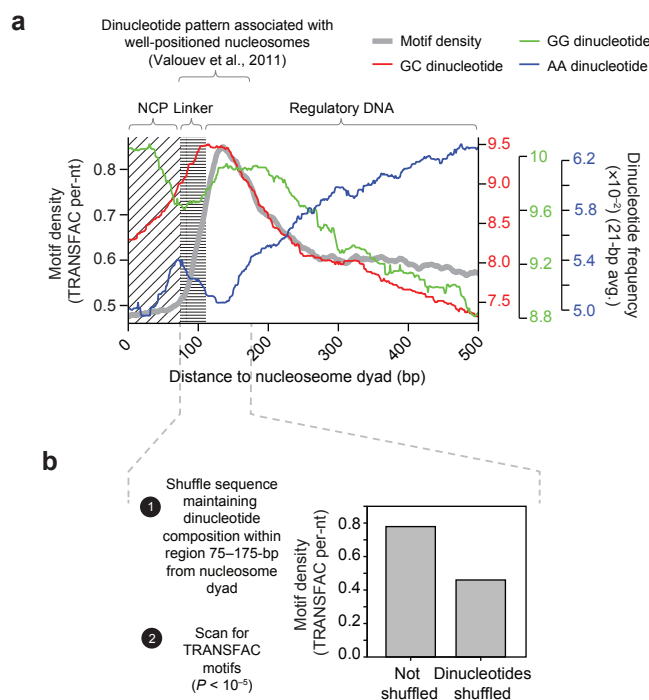 a
Dinucleotide pattern associated with
well-positioned nucleosomes
(Valouev et al., 2011)
Motif density
GC dinucleotide
GG dinucleotide
AA dinucleotide
NCP Linker
Regulatory DNA
Motif density
(TRANSFAC per-nt)
0.8
0.7
0.6
0.5
0
100
200
300
400
500
Distance to nucleoseome dyad (bp)
9.5
9.0
8.5
8.0
7.5
10
9.6
9.2
8.8
6.2
5.8
5.4
5.0
Dinucleotide frequency
(×10⁻²) (21-bp avg.)
b
1
Shuffle sequence
maintaining
dinucleotide
composition within
region 75–175-bp
from nucleosome
dyad
2
Scan for
TRANSFAC
motifs
(P < 10⁻⁵)
Motif density
(TRANSFAC per-nt)
0.8
0.6
0.4
0.2
0.0
Not
shuffled
Dinucleotides
shuffled